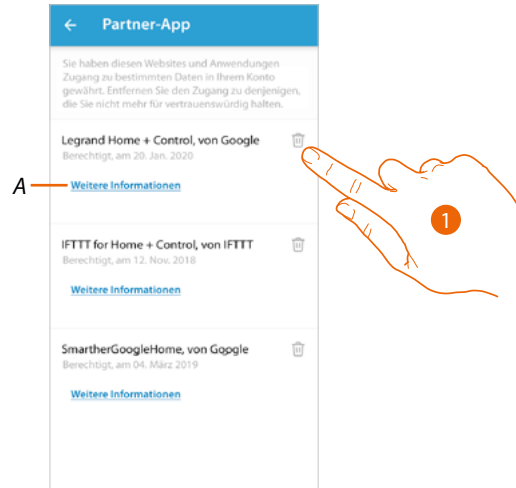 ← Partner-App
Sie haben diesen Websites und Anwendungen
Zugang zu bestimmten Daten in Ihrem Konto
gewährt. Entfernen Sie den Zugang zu denjenigen,
die Sie nicht mehr für vertrauenswürdig halten.
Legrand Home + Control, von Google
Berechtigt, am 20. Jan. 2020
A
Weitere Informationen
1
IFTTT for Home + Control, von IFTTT
Berechtigt, am 12. Nov. 2018
Weitere Informationen
SmartherGoogleHome, von Google
Berechtigt, am 04. März 2019
Weitere Informationen